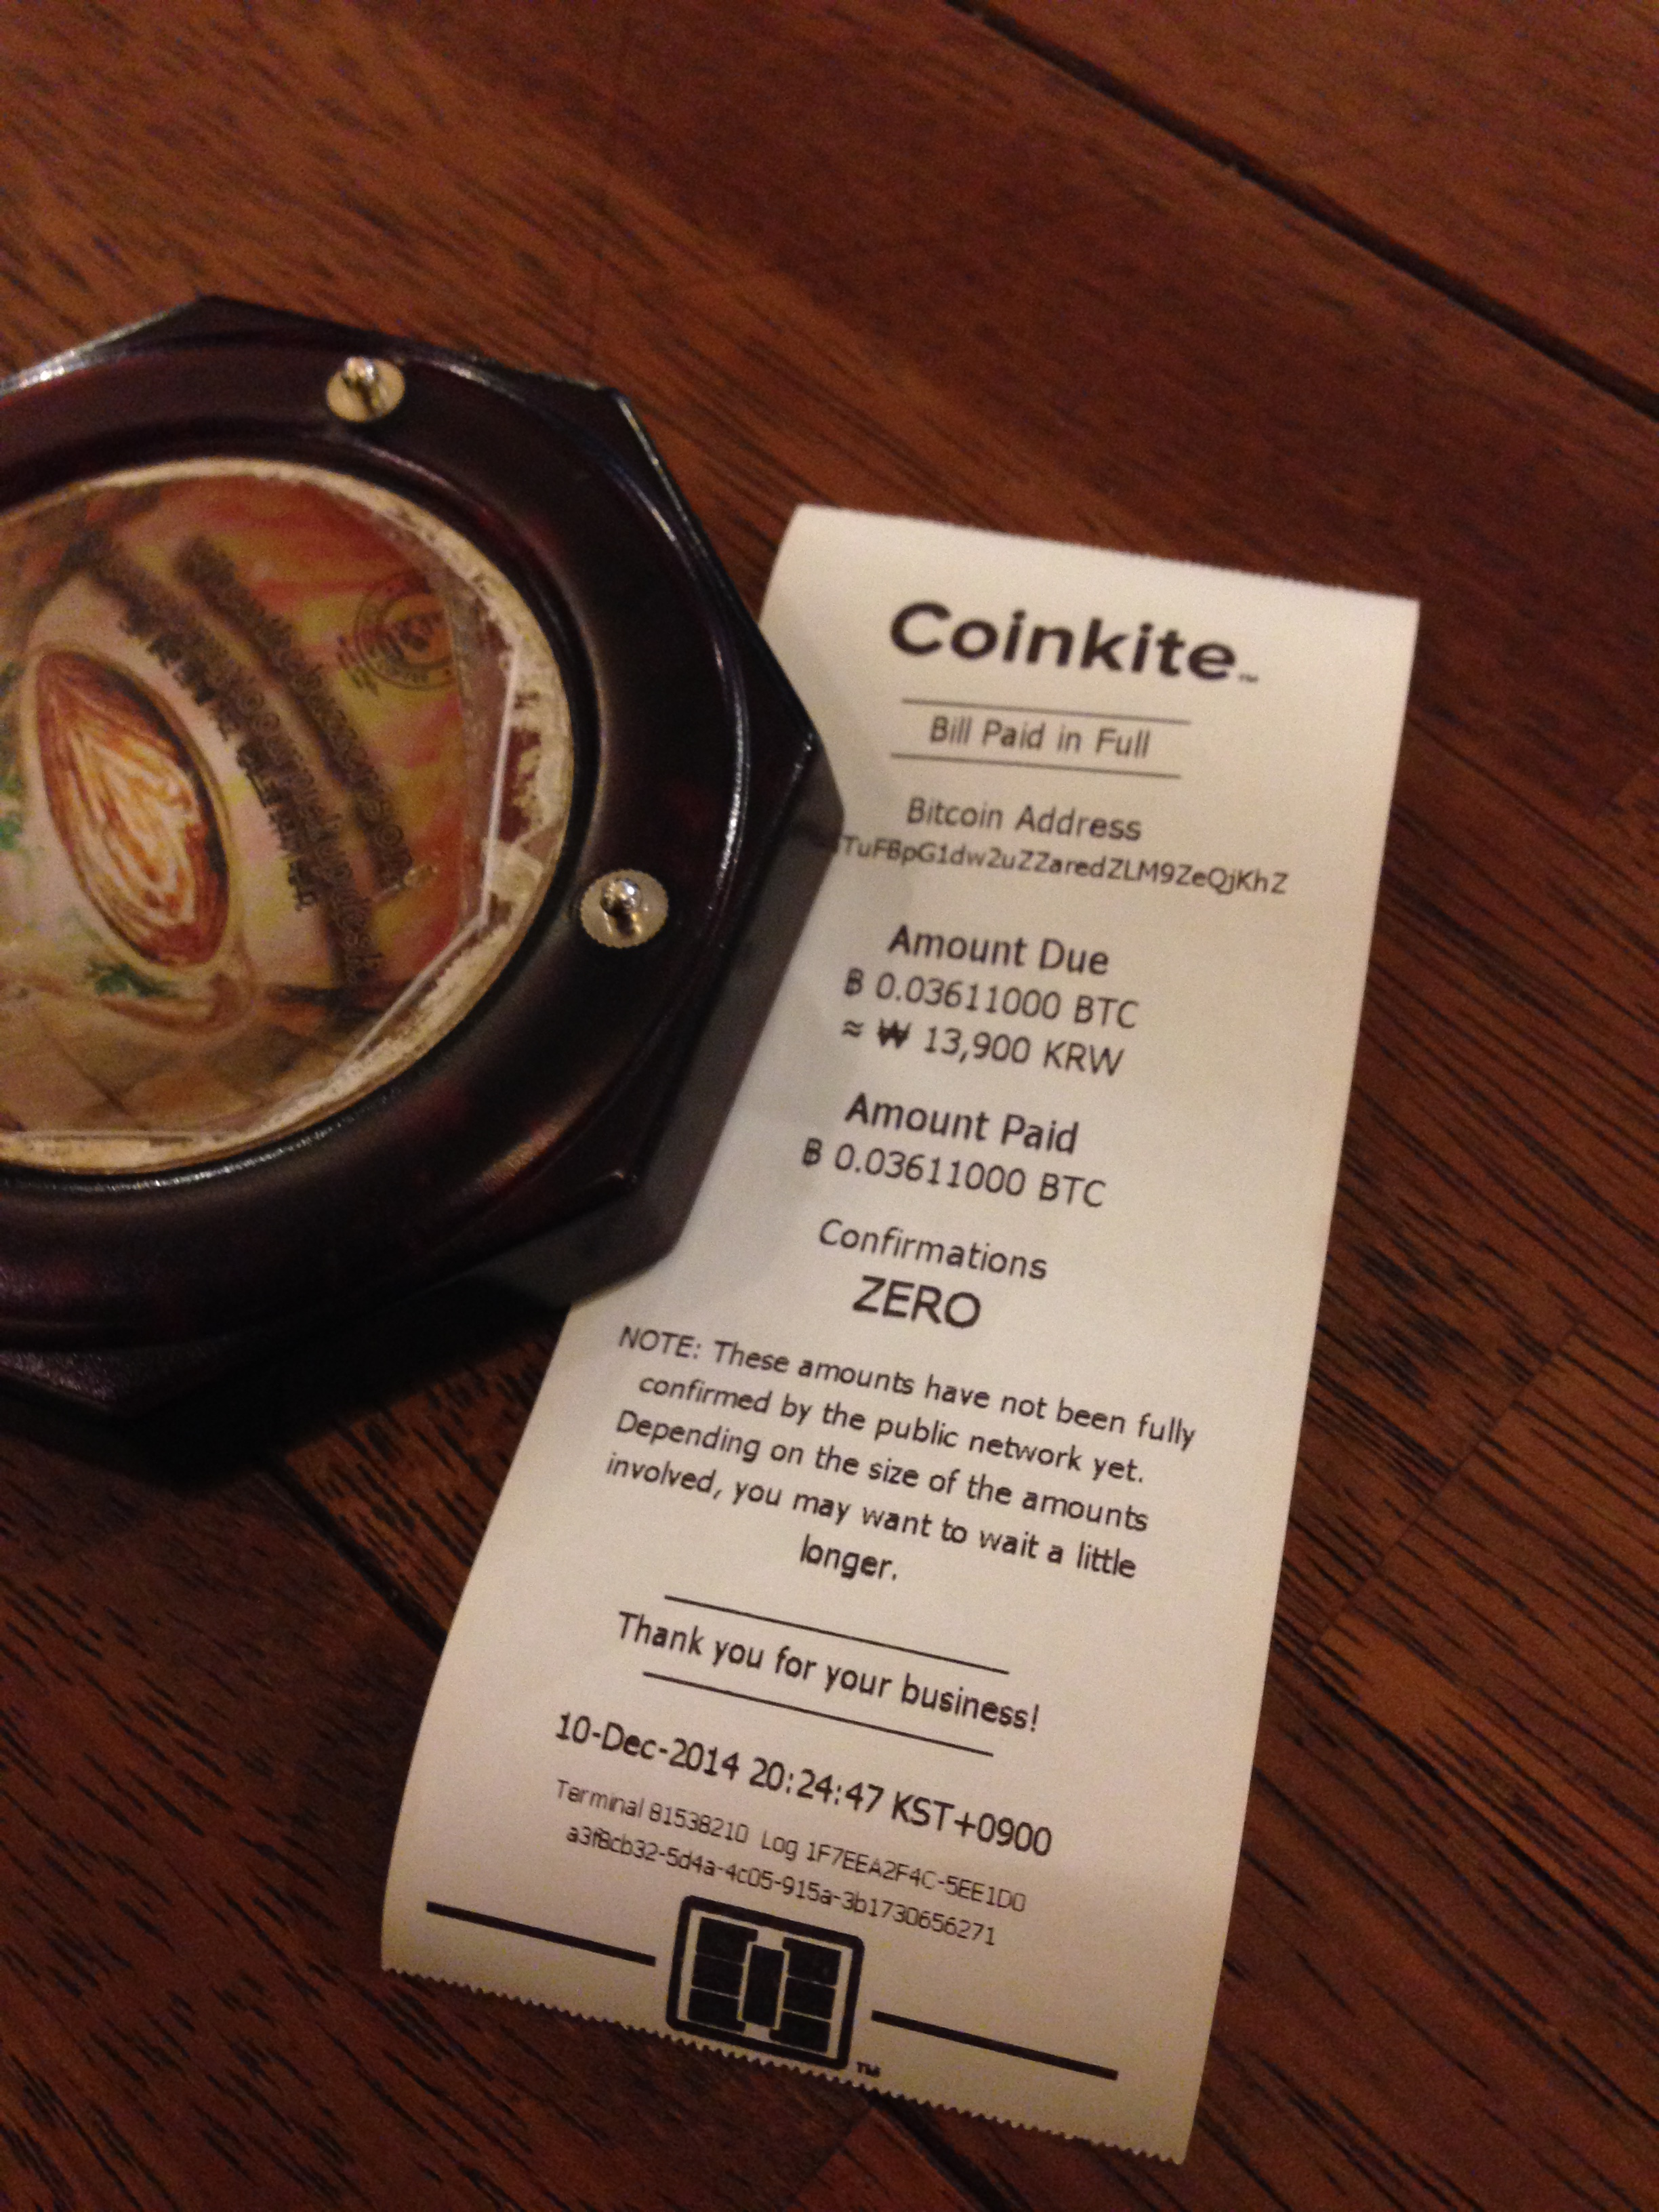 Coinkite™
Bill Paid in Full
Bitcoin Address
TuFBpG1dw2uZZaredZLM9ZeQjKhZ
Amount Due
Ƀ 0.03611000 BTC
≈ ₩ 13,900 KRW
Amount Paid
Ƀ 0.03611000 BTC
Confirmations
ZERO
NOTE: These amounts have not been fully
confirmed by the public network yet.
Depending on the size of the amounts
involved, you may want to wait a little
longer.
Thank you for your business!
10-Dec-2014 20:24:47 KST+0900
Terminal 81538210 Log 1F7EEA2F4C-5EE1D0
a3f8cb32-5d4a-4c05-915a-3b1730656271
TM